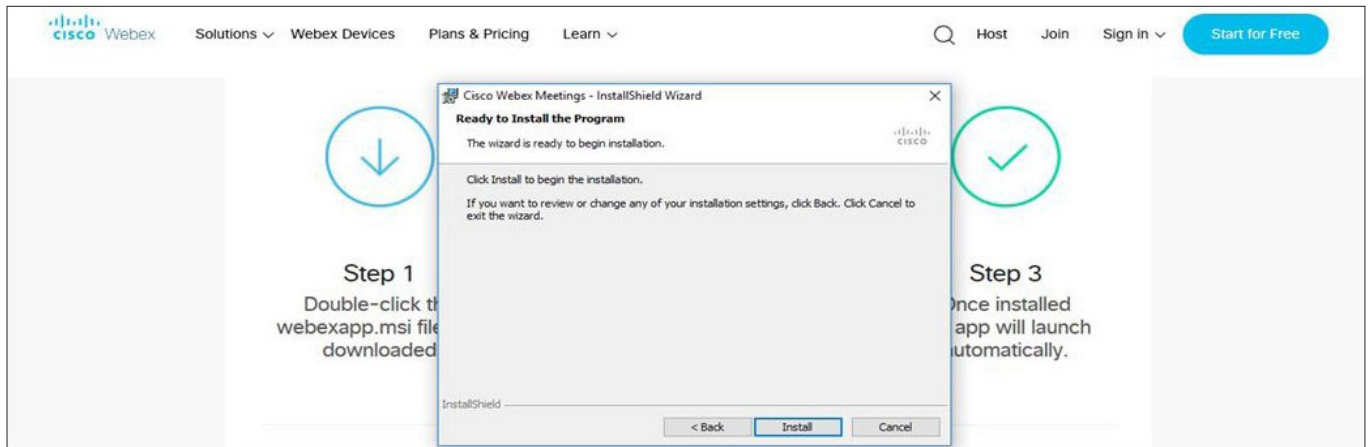 CISCO Webex Solutions Webex Devices Plans & Pricing Learn Host Join Sign in Start for Free
Cisco Webex Meetings - InstallShield Wizard
Ready to Install the Program
The wizard is ready to begin installation.
CISCO
Click Install to begin the installation.
If you want to review or change any of your installation settings, click Back. Click Cancel to
exit the wizard.
InstallShield
< Back Install Cancel
Step 1
Double-click
webexapp.msi
downloaded
Step 3
installed
app will launch